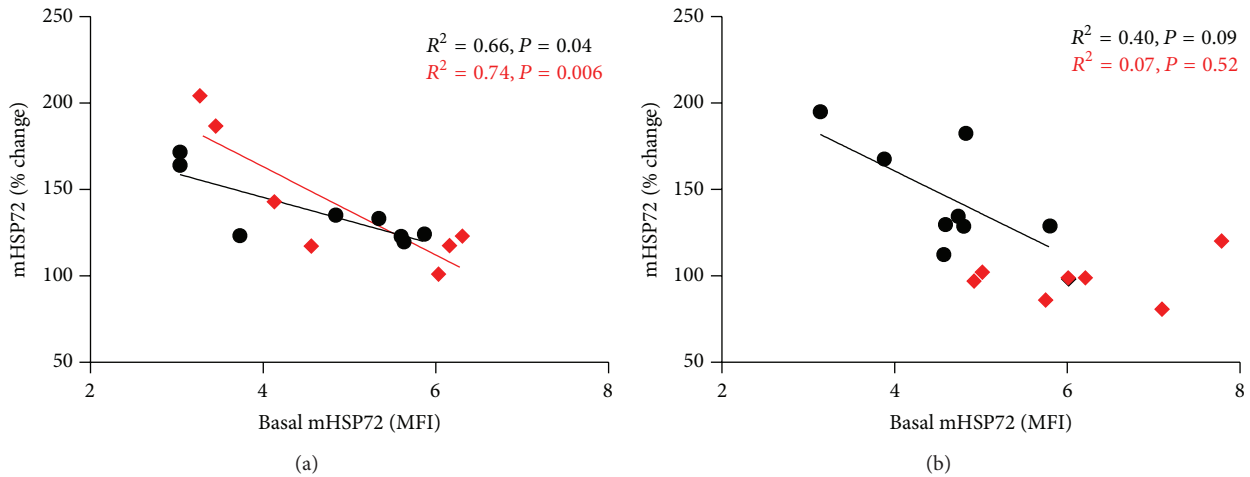 250
200
150
100
50
mHSP72 (% change)
R² = 0.66, P = 0.04
R² = 0.74, P = 0.006
2
4
6
8
Basal mHSP72 (MFI)
(a)
250
200
150
100
50
mHSP72 (% change)
R² = 0.40, P = 0.09
R² = 0.07, P = 0.52
2
4
6
8
Basal mHSP72 (MFI)
(b)